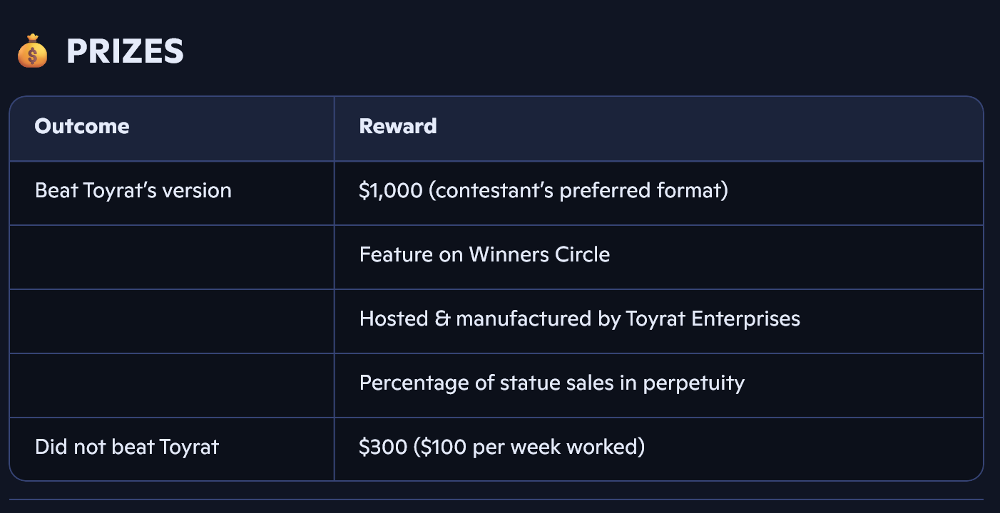 💰 PRIZES
Outcome Reward
Beat Toyrat’s version $1,000 (contestant’s preferred format)
Feature on Winners Circle
Hosted & manufactured by Toyrat Enterprises
Percentage of statue sales in perpetuity
Did not beat Toyrat $300 ($100 per week worked)